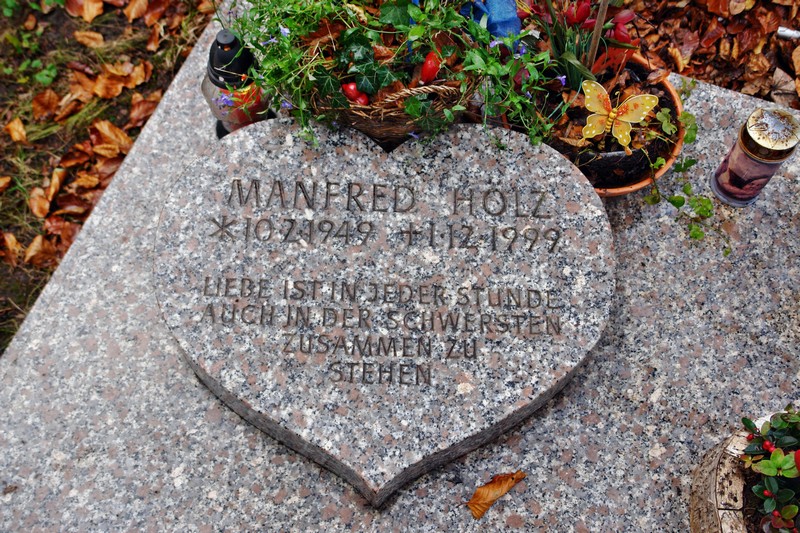 MANFRED HOLZ
*10.2.1949 +1.12.1999
LIEBE IST IN JEDER STUNDE
AUCH IN DER SCHWERSTEN
ZUSAMMEN ZU
STEHEN